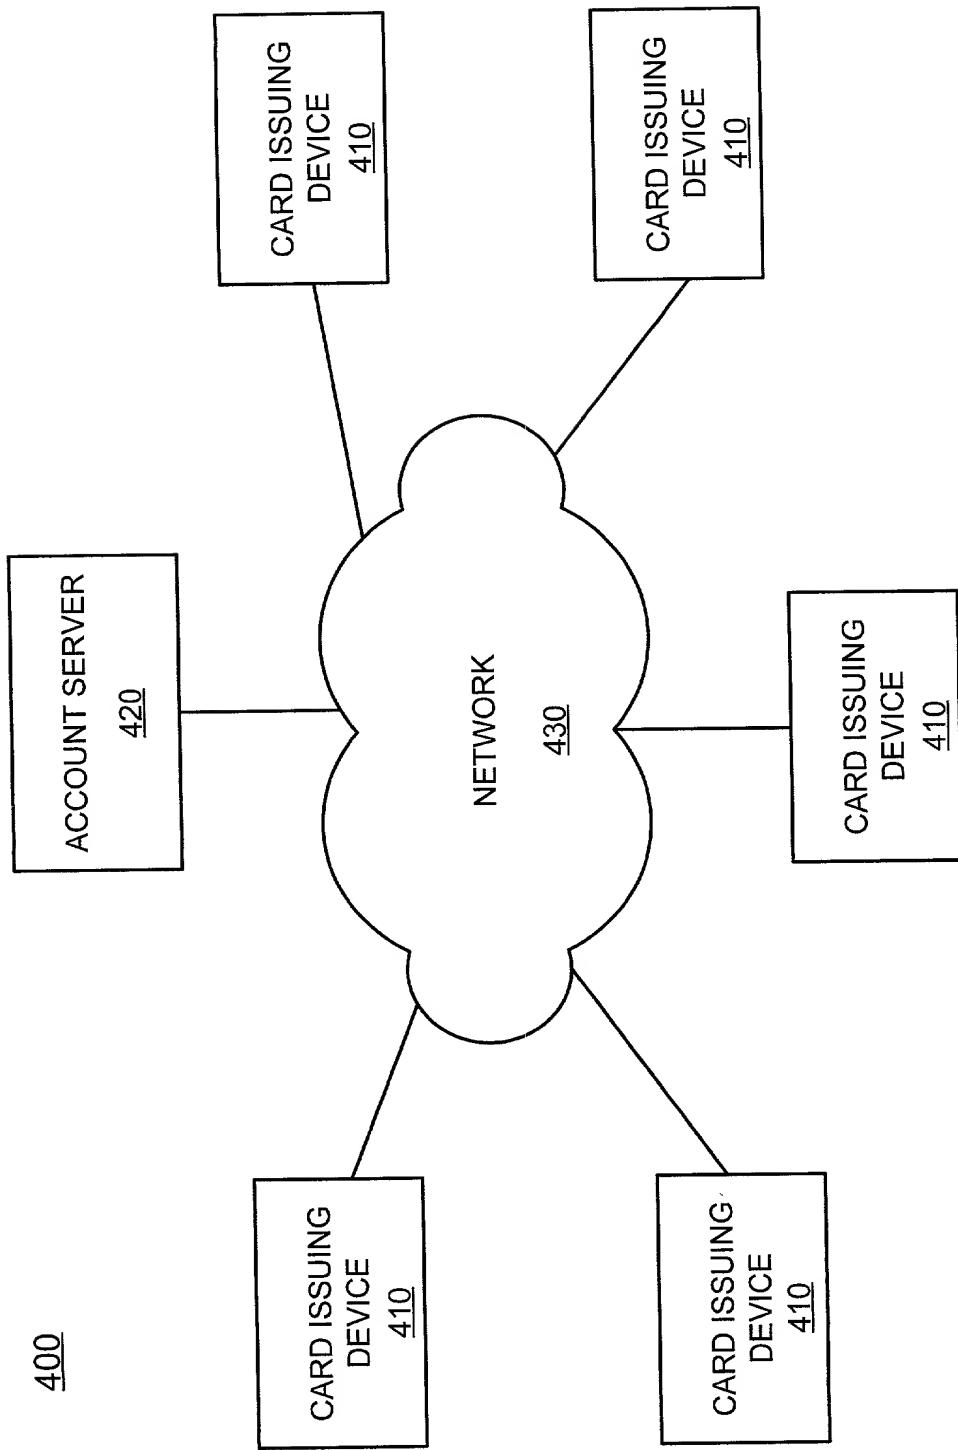 400
ACCOUNT SERVER
420
CARD ISSUING
DEVICE
410
CARD ISSUING
DEVICE
410
NETWORK
430
CARD ISSUING
DEVICE
410
CARD ISSUING
DEVICE
410
CARD ISSUING
DEVICE
410